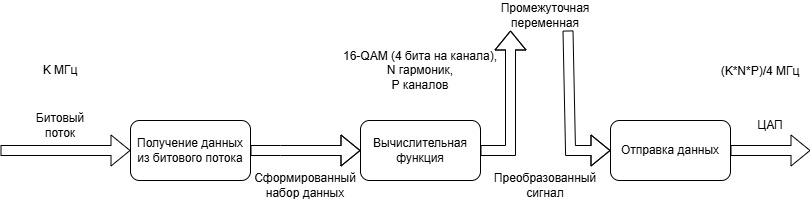 Промежуточная
переменная
К МГц
16-QAM (4 бита на канала),
N гармоник,
P каналов
(K*N*P)/4 МГц
Битовый
поток
Получение данных
из битового потока
Сформированный
набор данных
Вычислительная
функция
Преобразованный
сигнал
Отправка данных
ЦАП